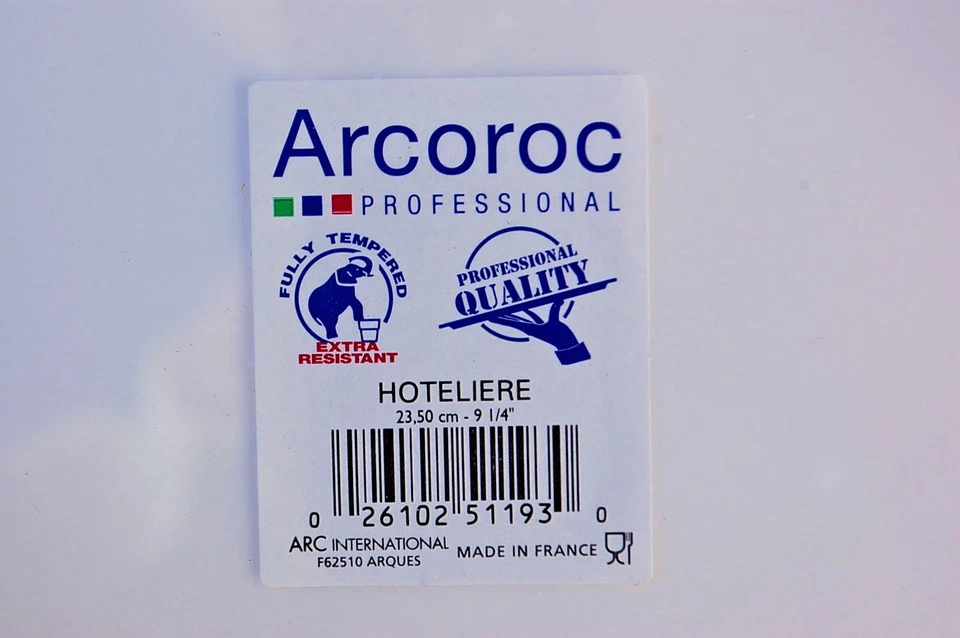 Arcoroc
PROFESSIONAL
FULLY TEMPERED
EXTRA
RESISTANT
PROFESSIONAL
QUALITY
HOTELIERE
23,50 cm - 9 1/4"
0 26102 51193 0
ARC INTERNATIONAL
F62510 ARQUES
MADE IN FRANCE